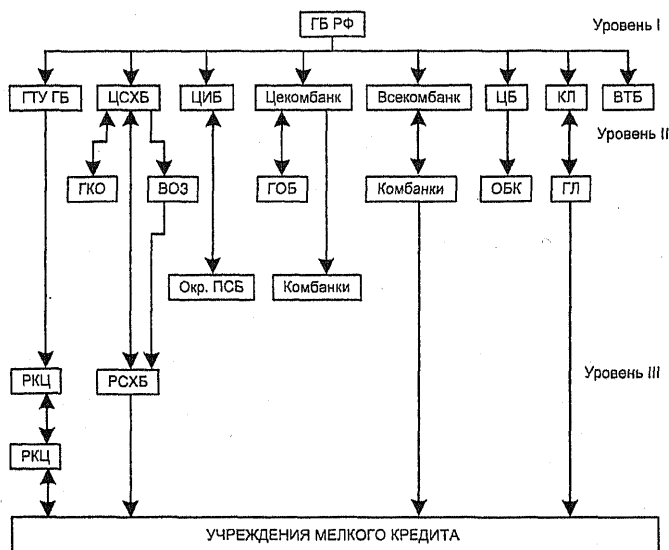 ГБ РФ
Уровень I
ГТУ ГБ ЦСХБ ЦИБ Цекомбанк Всекомбанк ЦБ КЛ ВТБ
Уровень II
ГКО ВОЗ ГОБ Комбанки ОБК ГЛ
Окр. ПСБ Комбанки
РКЦ РСХБ Уровень III
РКЦ
УЧРЕЖДЕНИЯ МЕЛКОГО КРЕДИТА